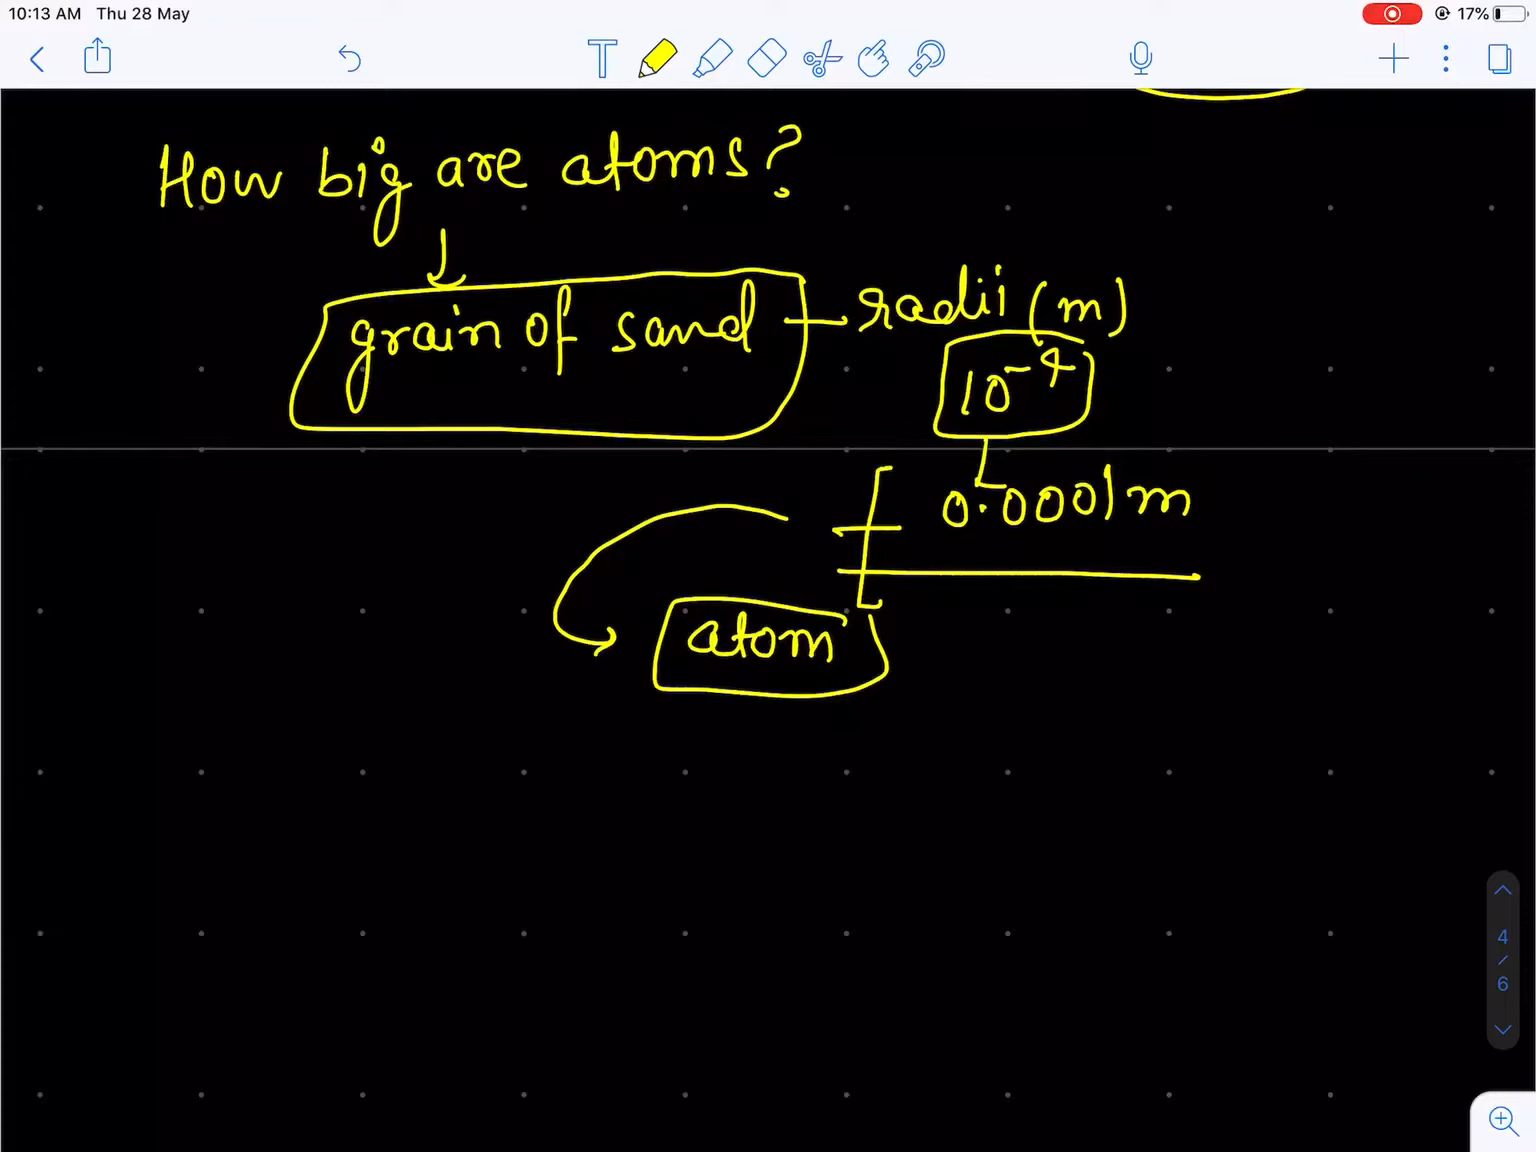 10:13 AM Thu 28 May
17%
T
How big are atoms?
grain of sand radii (m)
10⁻⁴
0.0001 m
atom
4
/
6